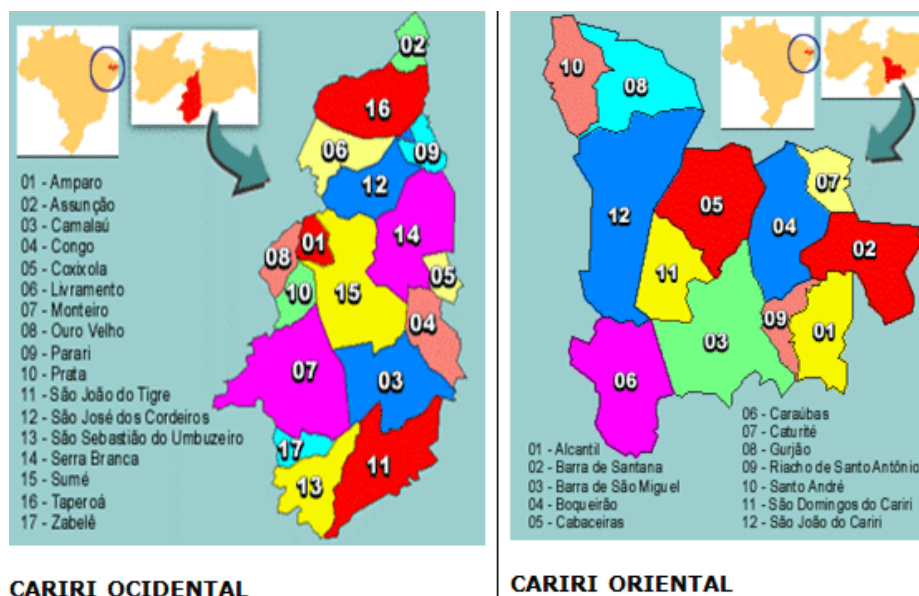 02
16
06
09
12
14
01
08
05
10
15
04
07
03
17
11
13
01 - Amparo
02 - Assunção
03 - Camalaú
04 - Congo
05 - Coxixola
06 - Livramento
07 - Monteiro
08 - Ouro Velho
09 - Parari
10 - Prata
11 - São João do Tigre
12 - São José dos Cordeiros
13 - São Sebastião do Umbuzeiro
14 - Serra Branca
15 - Sumé
16 - Taperoá
17 - Zabelê
CARIRI OCIDENTAL
10
08
07
05
12
04
02
11
09
01
03
06
01 - Alcantil
02 - Barra de Santana
03 - Barra de São Miguel
04 - Boqueirão
05 - Cabaceiras
06 - Caraúbas
07 - Caturité
08 - Gurjão
09 - Riacho de Santo Antônio
10 - Santo André
11 - São Domingos do Cariri
12 - São João do Cariri
CARIRI ORIENTAL